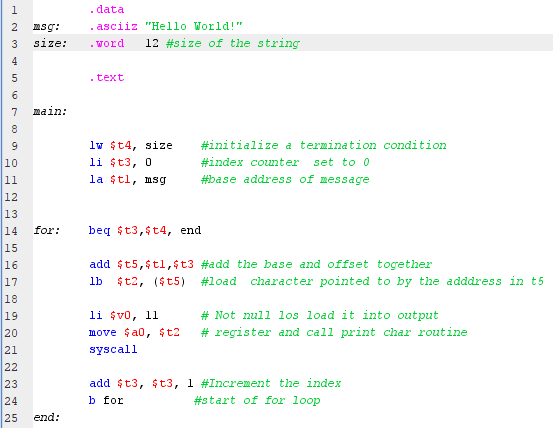 1 .data
2 msg: .asciiz "Hello World!"
3 size: .word 12 #size of the string
4
5 .text
6
7 main:
8
9 lw $t4, size #initialize a termination condition
10 li $t3, 0 #index counter set to 0
11 la $t1, msg #base address of message
12
13
14 for: beq $t3,$t4, end
15
16 add $t5,$t1,$t3 #add the base and offset together
17 lb $t2, ($t5) #load character pointed to by the adddress in t5
18
19 li $v0, 11 # Not null los load it into output
20 move $a0, $t2 # register and call print char routine
21 syscall
22
23 add $t3, $t3, 1 #Increment the index
24 b for #start of for loop
25 end: